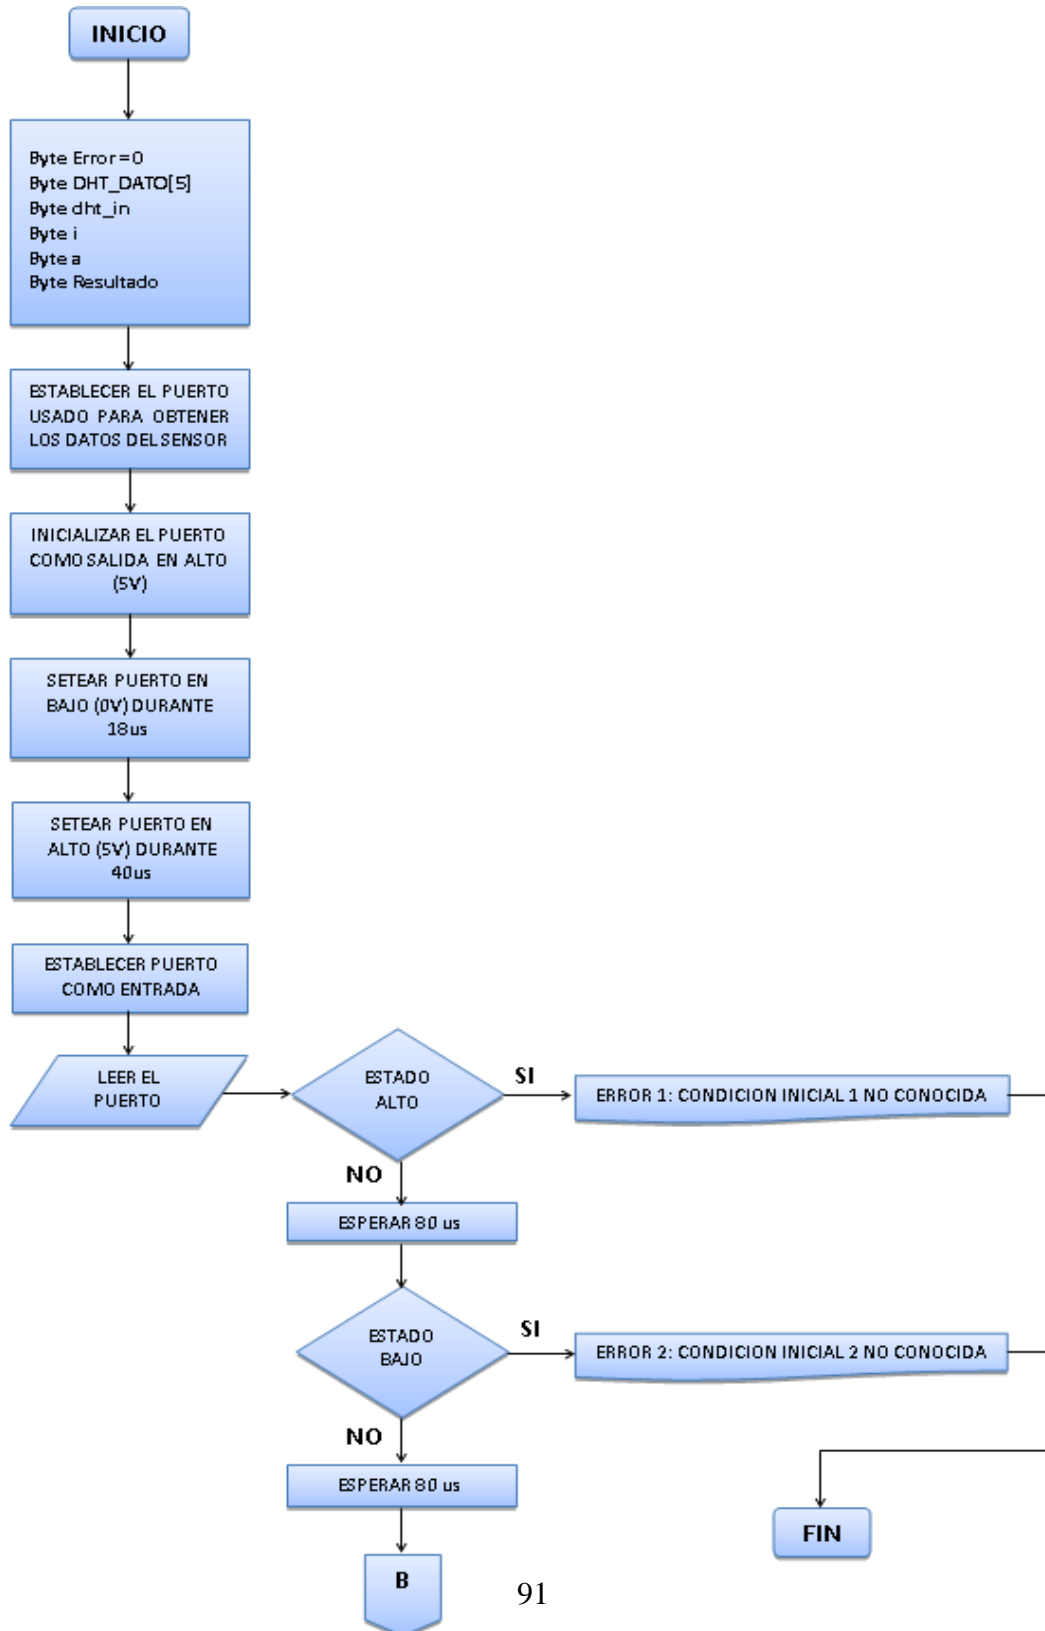 INICIO
Byte Error = 0
Byte DHT_DATO[5]
Byte dht_in
Byte i
Byte a
Byte Resultado
ESTABLECER EL PUERTO
USADO PARA OBTENER
LOS DATOS DEL SENSOR
INICIALIZAR EL PUERTO
COMO SALIDA EN ALTO
(5V)
SETEAR PUERTO EN
BAJO (0V) DURANTE
18us
SETEAR PUERTO EN
ALTO (5V) DURANTE
40us
ESTABLECER PUERTO
COMO ENTRADA
LEER EL
PUERTO
ESTADO
ALTO
SI
ERROR 1: CONDICION INICIAL 1 NO CONOCIDA
NO
ESPERAR 80 us
ESTADO
BAJO
SI
ERROR 2: CONDICION INICIAL 2 NO CONOCIDA
NO
ESPERAR 80 us
FIN
B
91